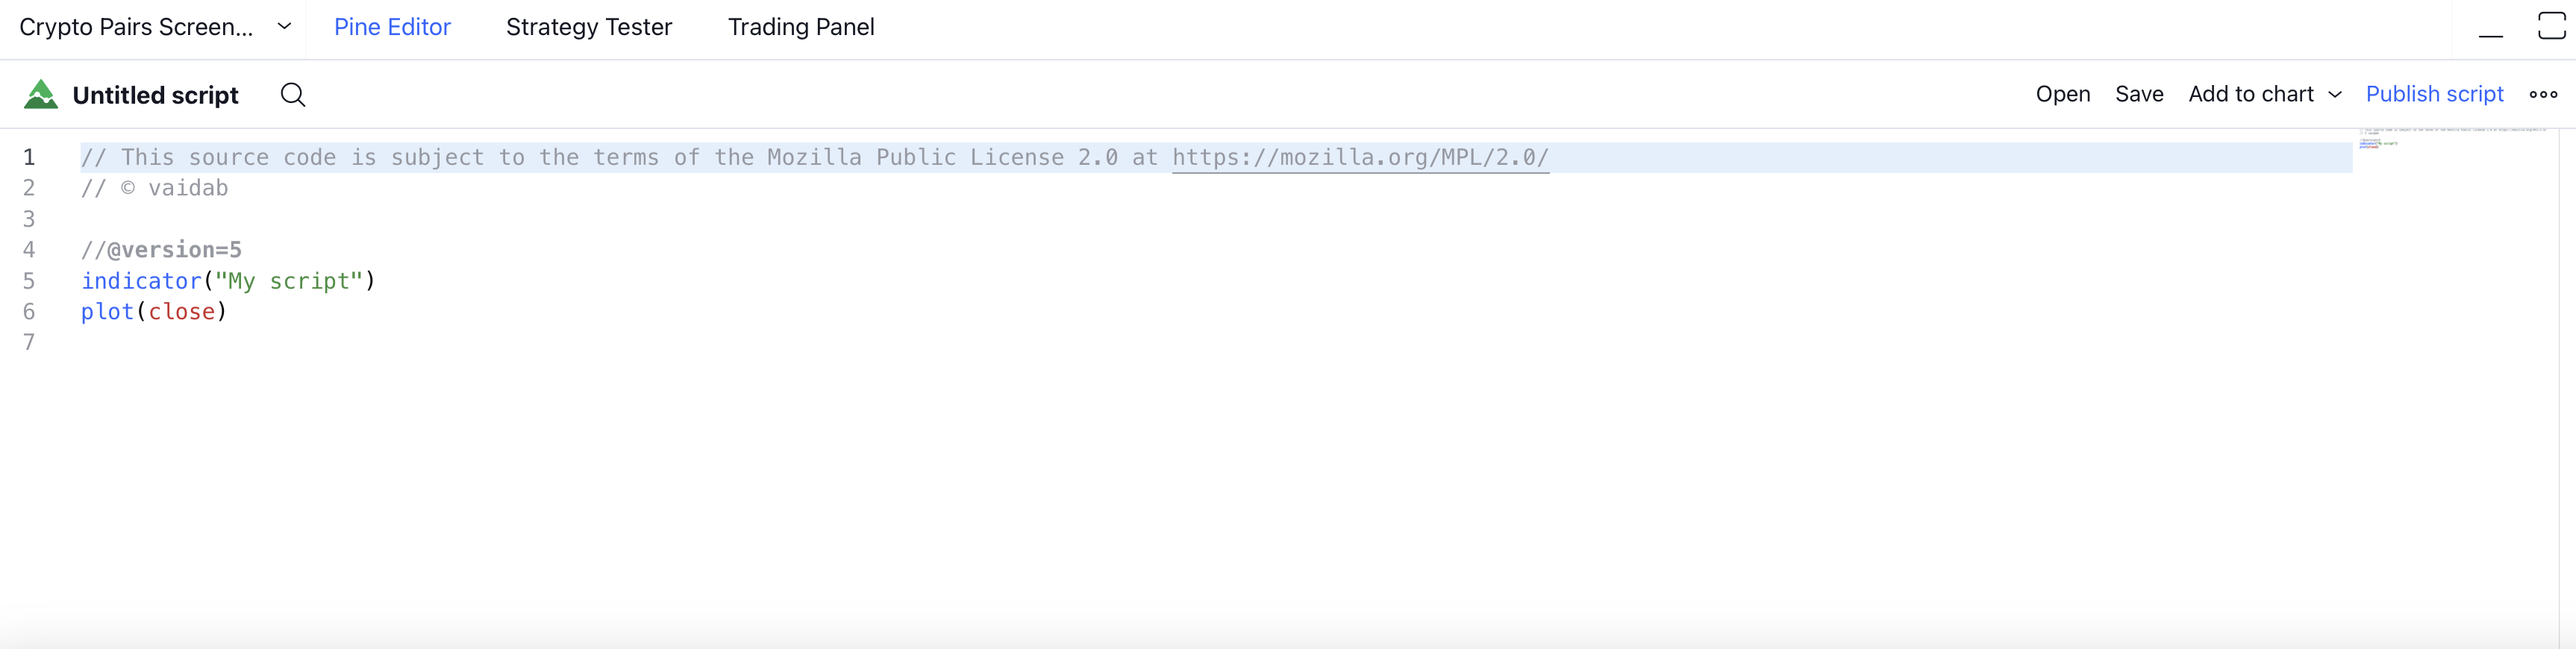 Crypto Pairs Screen... Pine Editor Strategy Tester Trading Panel
Untitled script Open Save Add to chart Publish script
1 // This source code is subject to the terms of the Mozilla Public License 2.0 at https://mozilla.org/MPL/2.0/
2 // © vaidab
3
4 //@version=5
5 indicator("My script")
6 plot(close)
7